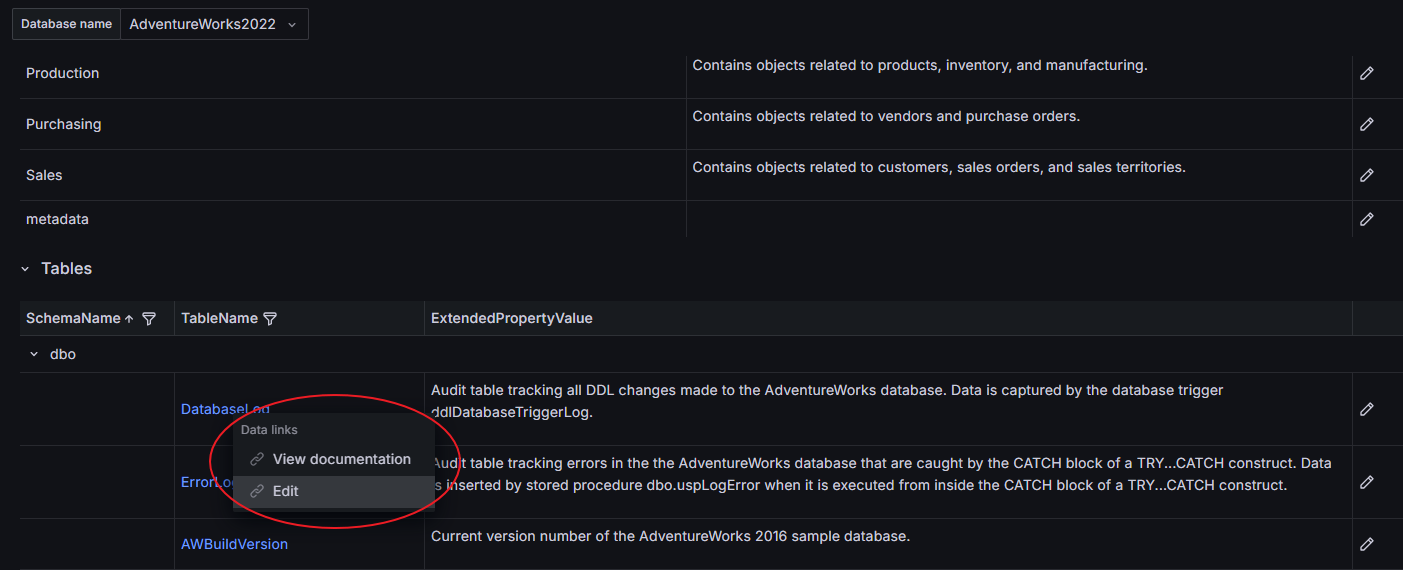 Database name AdventureWorks2022
Production Contains objects related to products, inventory, and manufacturing.
Purchasing Contains objects related to vendors and purchase orders.
Sales Contains objects related to customers, sales orders, and sales territories.
metadata
Tables
SchemaName TableName ExtendedPropertyValue
dbo
DatabaseLog Audit table tracking all DDL changes made to the AdventureWorks database. Data is captured by the database trigger
ddlDatabaseTriggerLog.
Data links
View documentation
Edit
ErrorLo Audit table tracking errors in the the AdventureWorks database that are caught by the CATCH block of a TRY...CATCH construct. Data
is inserted by stored procedure dbo.uspLogError when it is executed from inside the CATCH block of a TRY...CATCH construct.
AWBuildVersion Current version number of the AdventureWorks 2016 sample database.